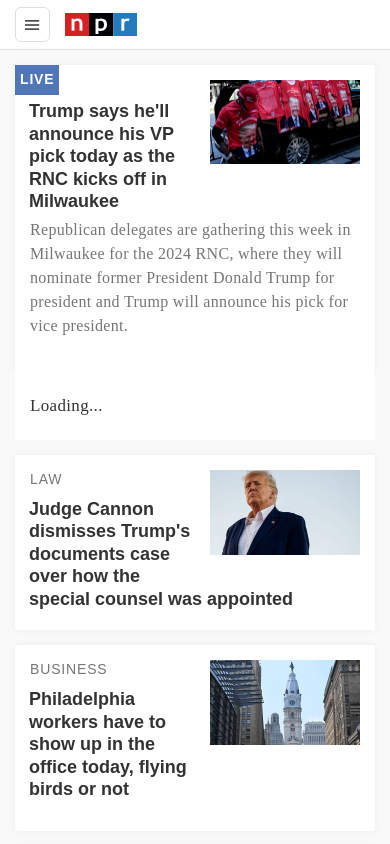 npr
LIVE
Trump says he'll
announce his VP
pick today as the
RNC kicks off in
Milwaukee
Republican delegates are gathering this week in
Milwaukee for the 2024 RNC, where they will
nominate former President Donald Trump for
president and Trump will announce his pick for
vice president.
Loading...
LAW
Judge Cannon
dismisses Trump's
documents case
over how the
special counsel was appointed
BUSINESS
Philadelphia
workers have to
show up in the
office today, flying
birds or not